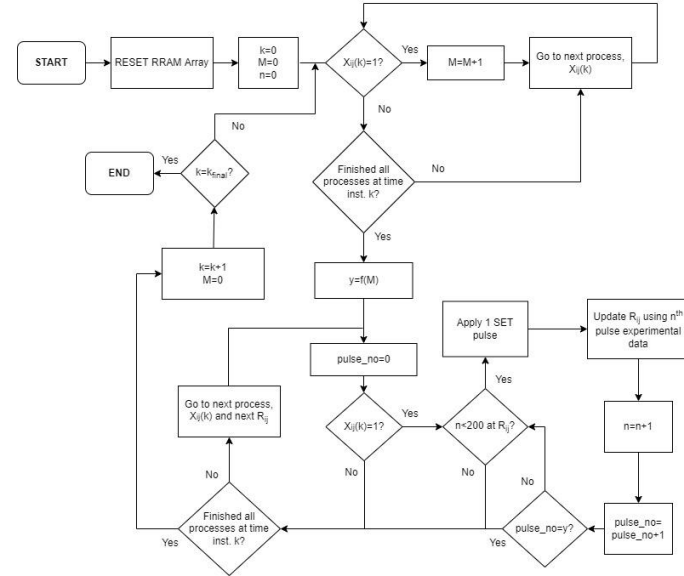 START
RESET RRAM Array
k=0
M=0
n=0
Xij(k)=1?
Yes
M=M+1
Go to next process,
Xij(k)
No
No
END
Yes
k=kfinal?
Finished all
processes at time
inst. k?
No
Yes
k=k+1
M=0
y=f(M)
Apply 1 SET
pulse
Update Rij using nth
pulse experimental
data
pulse_no=0
Go to next process,
Xij(k) and next Rij
Yes
Xij(k)=1?
Yes
n<200 at Rij?
n=n+1
No
No
No
No
Finished all
processes at time
inst. k?
Yes
pulse_no=y?
Yes
pulse_no=
pulse_no+1